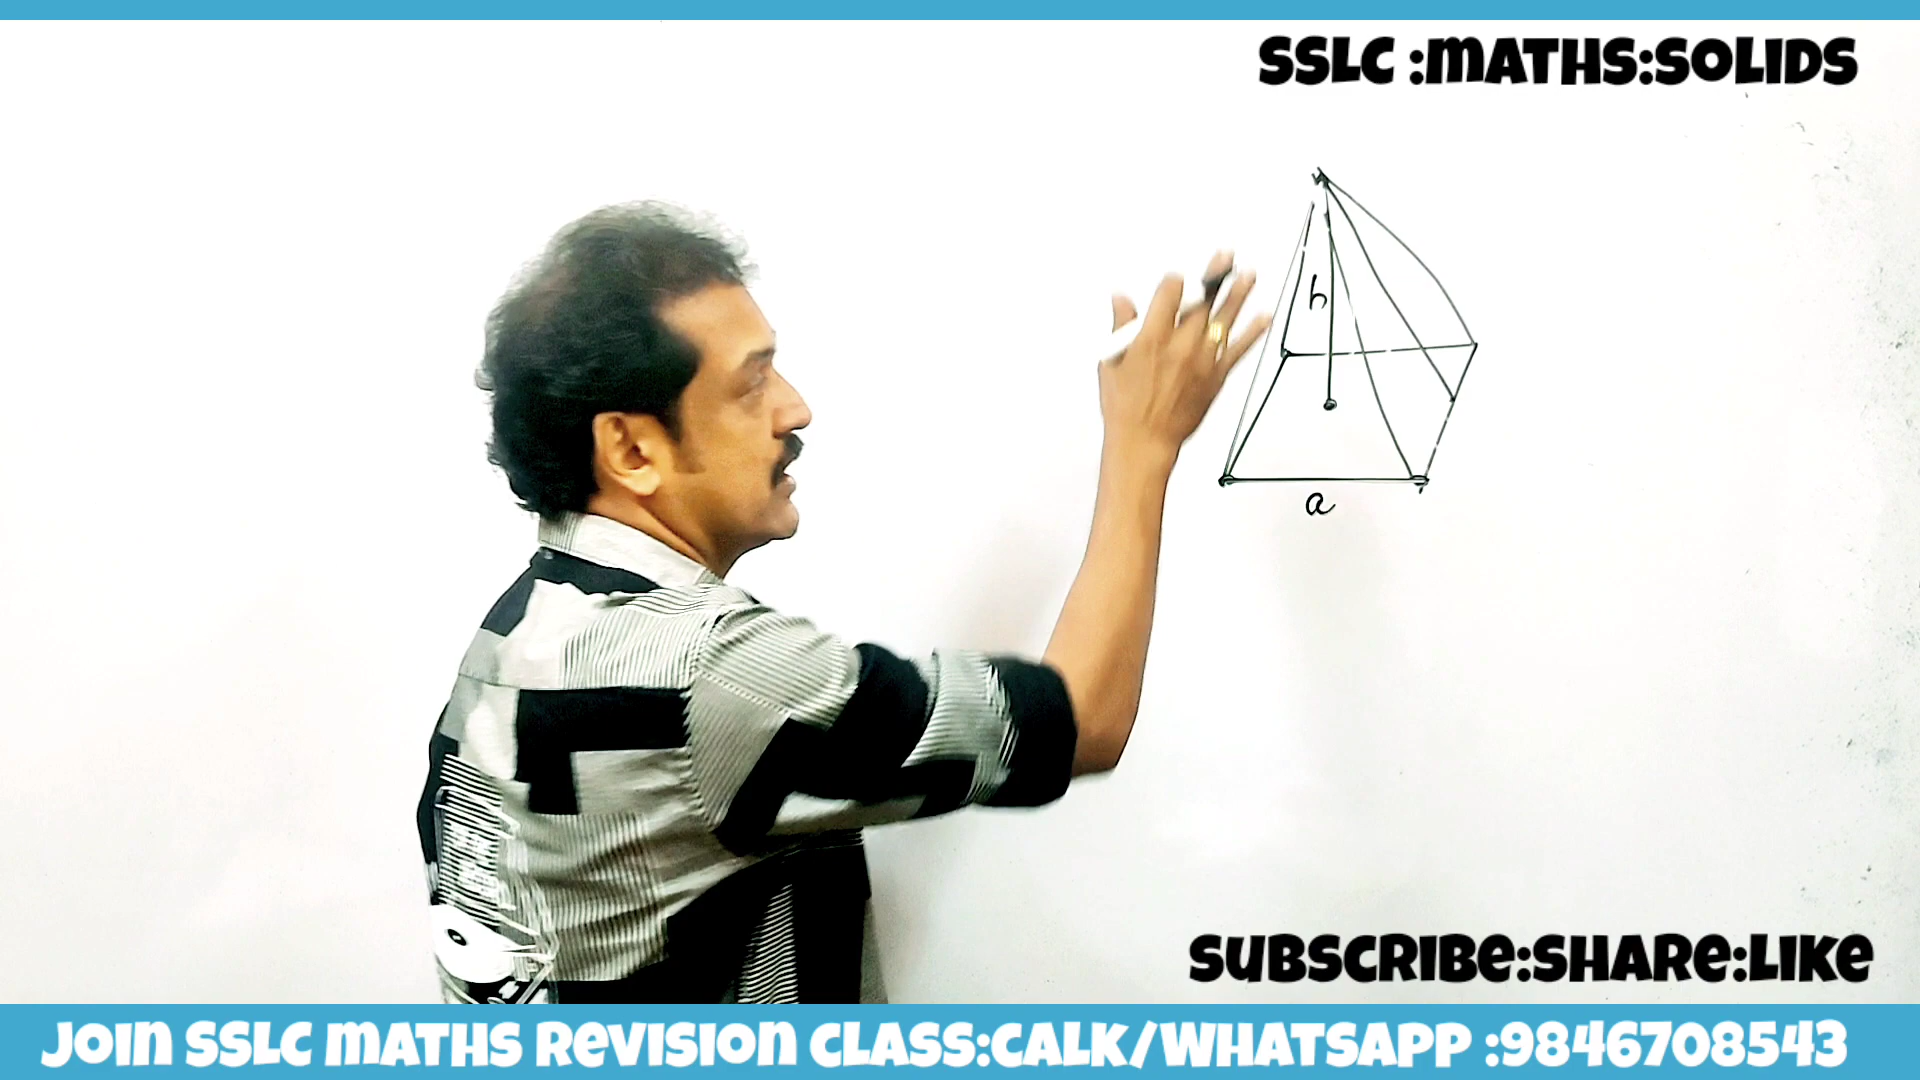 SSLC :MATHS:SOLIDS
h
a
SUBSCRIBE:SHARE:LIKE
JOIN SSLC MATHS REVISION CLASS:CALK/WHATSAPP :9846708543